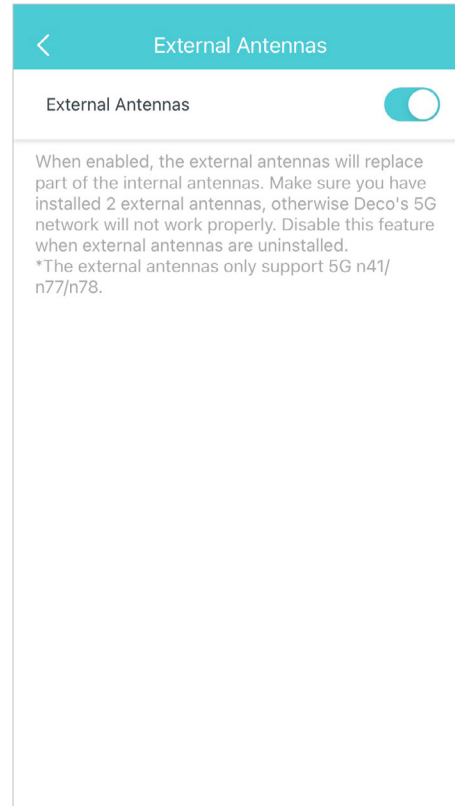 External Antennas
External Antennas
When enabled, the external antennas will replace
part of the internal antennas. Make sure you have
installed 2 external antennas, otherwise Deco's 5G
network will not work properly. Disable this feature
when external antennas are uninstalled.
*The external antennas only support 5G n41/
n77/n78.